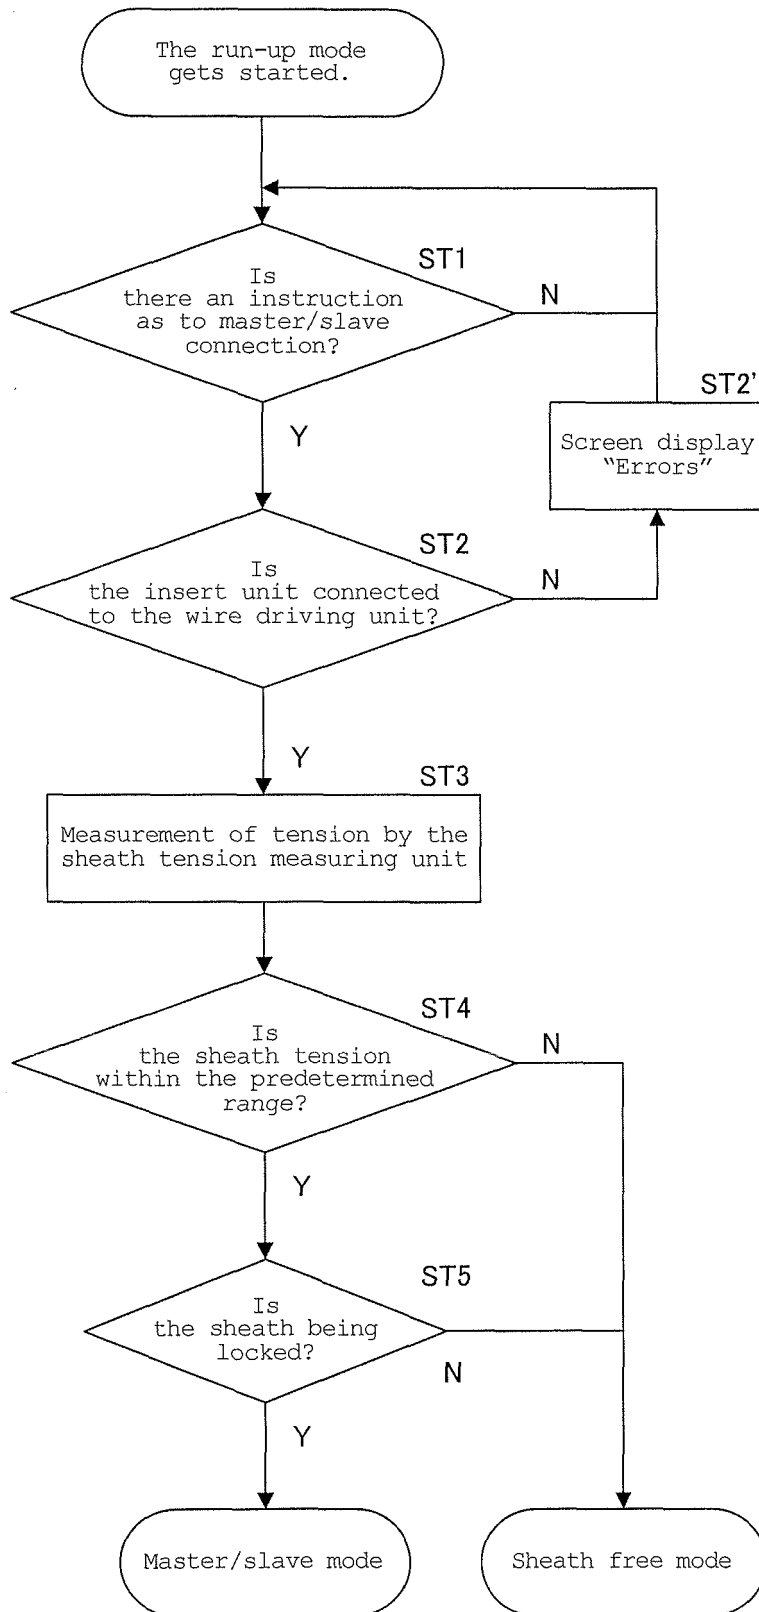 The run-up mode
gets started.
ST1
Is
there an instruction
as to master/slave
connection?
N
Y
ST2'
Screen display
"Errors"
ST2
Is
the insert unit connected
to the wire driving unit?
N
Y
ST3
Measurement of tension by the
sheath tension measuring unit
ST4
Is
the sheath tension
within the predetermined
range?
N
Y
ST5
Is
the sheath being
locked?
N
Y
Master/slave mode
Sheath free mode